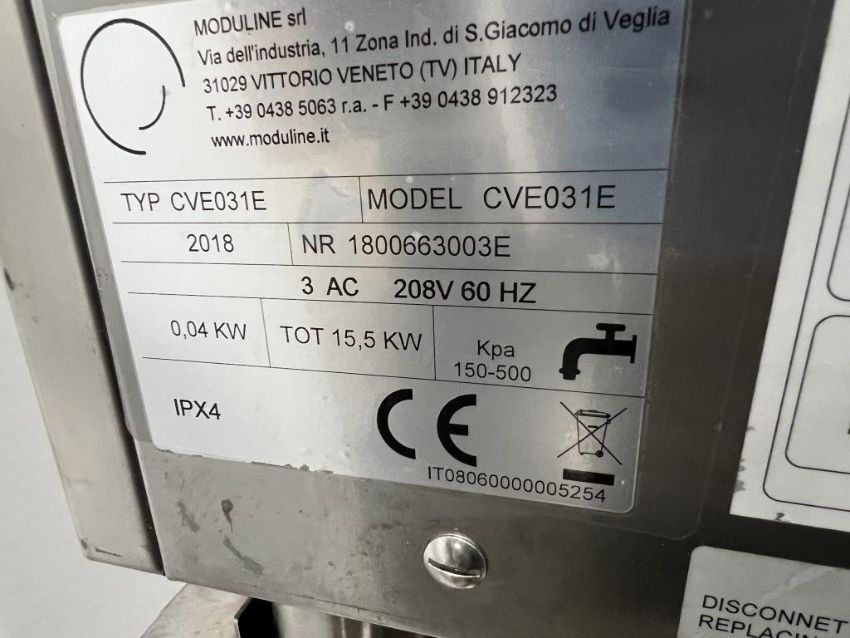 MODULINE srl
Via dell'industria, 11 Zona Ind. di S.Giacomo di Veglia
31029 VITTORIO VENETO (TV) ITALY
T. +39 0438 5063 r.a. - F +39 0438 912323
www.moduline.it
TYP CVE031E MODEL CVE031E
2018 NR 1800663003E
3 AC 208V 60 HZ
0,04 KW TOT 15,5 KW Kpa
150-500
IPX4 CE
IT08060000005254
DISCONNET
REPLACIN